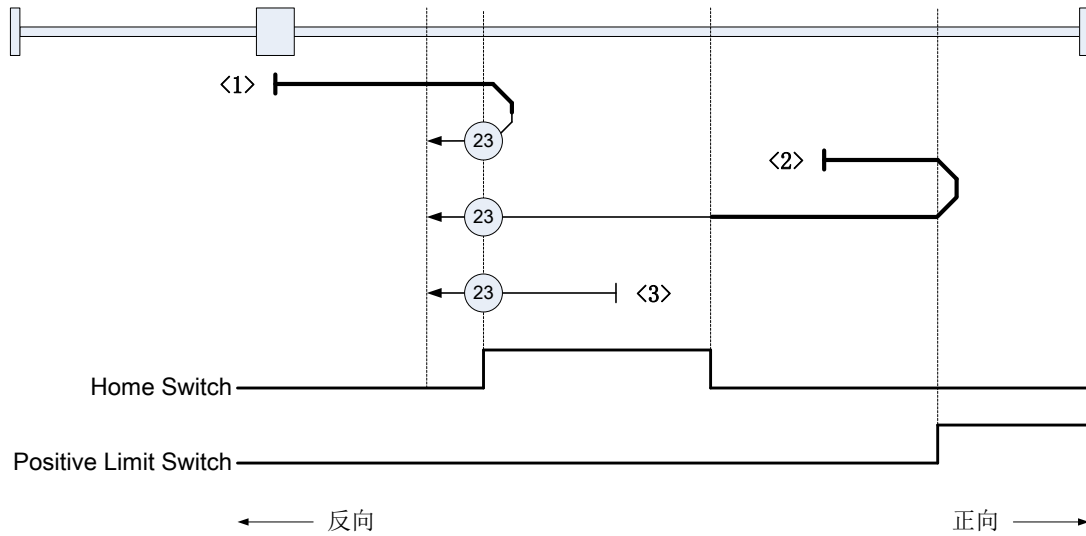 <1>
23
<2>
23
23
<3>
Home Switch
Positive Limit Switch
反向
正向